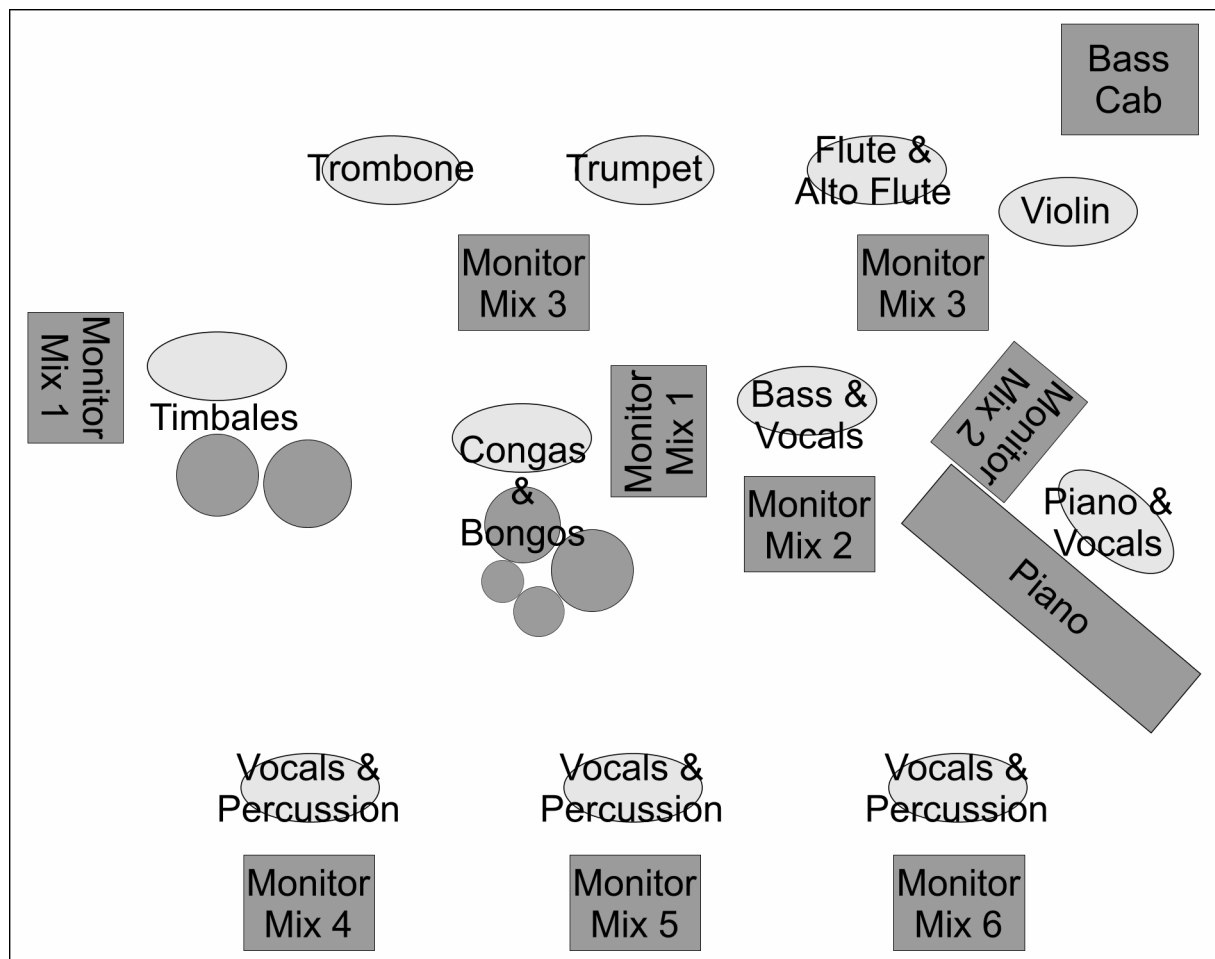 Bass
Cab
Trombone
Trumpet
Flute &
Alto Flute
Violin
Monitor
Mix 3
Monitor
Mix 3
Monitor
Mix 1
Timbales
Congas
&
Bongos
Monitor
Mix 1
Bass &
Vocals
Monitor
Mix 2
Monitor
Mix 2
Piano &
Vocals
Piano
Vocals &
Percussion
Vocals &
Percussion
Vocals &
Percussion
Monitor
Mix 4
Monitor
Mix 5
Monitor
Mix 6